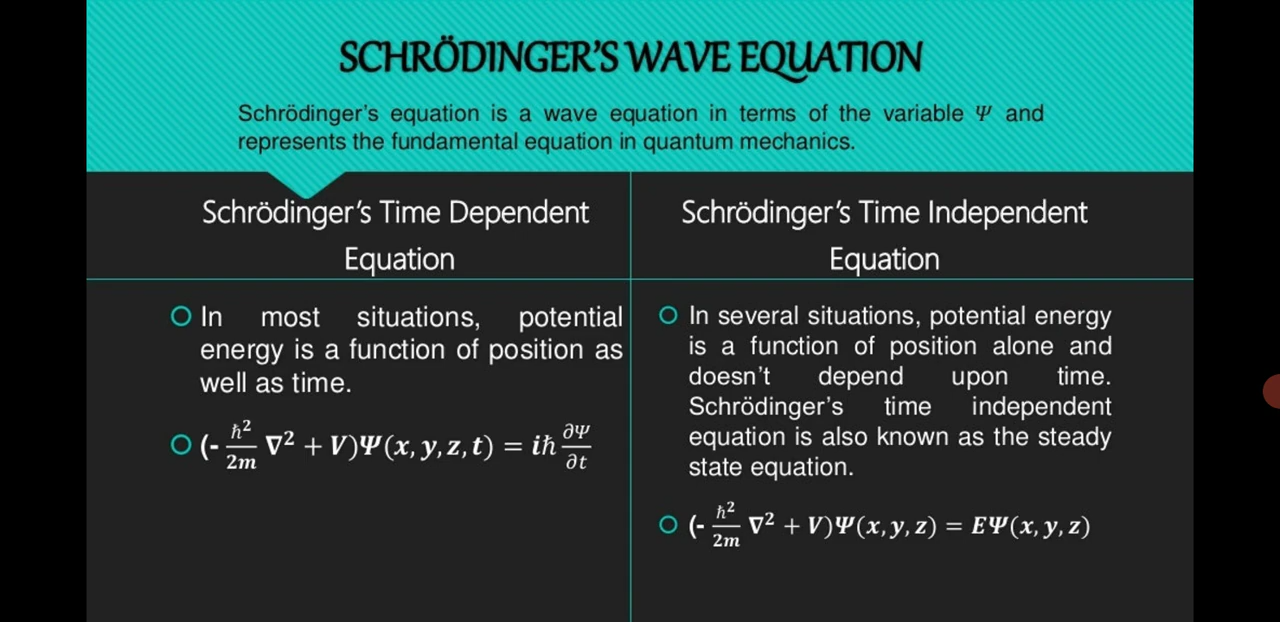 SCHRÖDINGER'S WAVE EQUATION
Schrödinger's equation is a wave equation in terms of the variable Ψ and
represents the fundamental equation in quantum mechanics.
Schrödinger's Time Dependent
Equation
In most situations, potential
energy is a function of position as
well as time.
(-ℏ²/2m ∇² + V)Ψ(x, y, z, t) = iℏ ∂Ψ/∂t
Schrödinger's Time Independent
Equation
In several situations, potential energy
is a function of position alone and
doesn't depend upon time.
Schrödinger's time independent
equation is also known as the steady
state equation.
(-ℏ²/2m ∇² + V)Ψ(x, y, z) = EΨ(x, y, z)